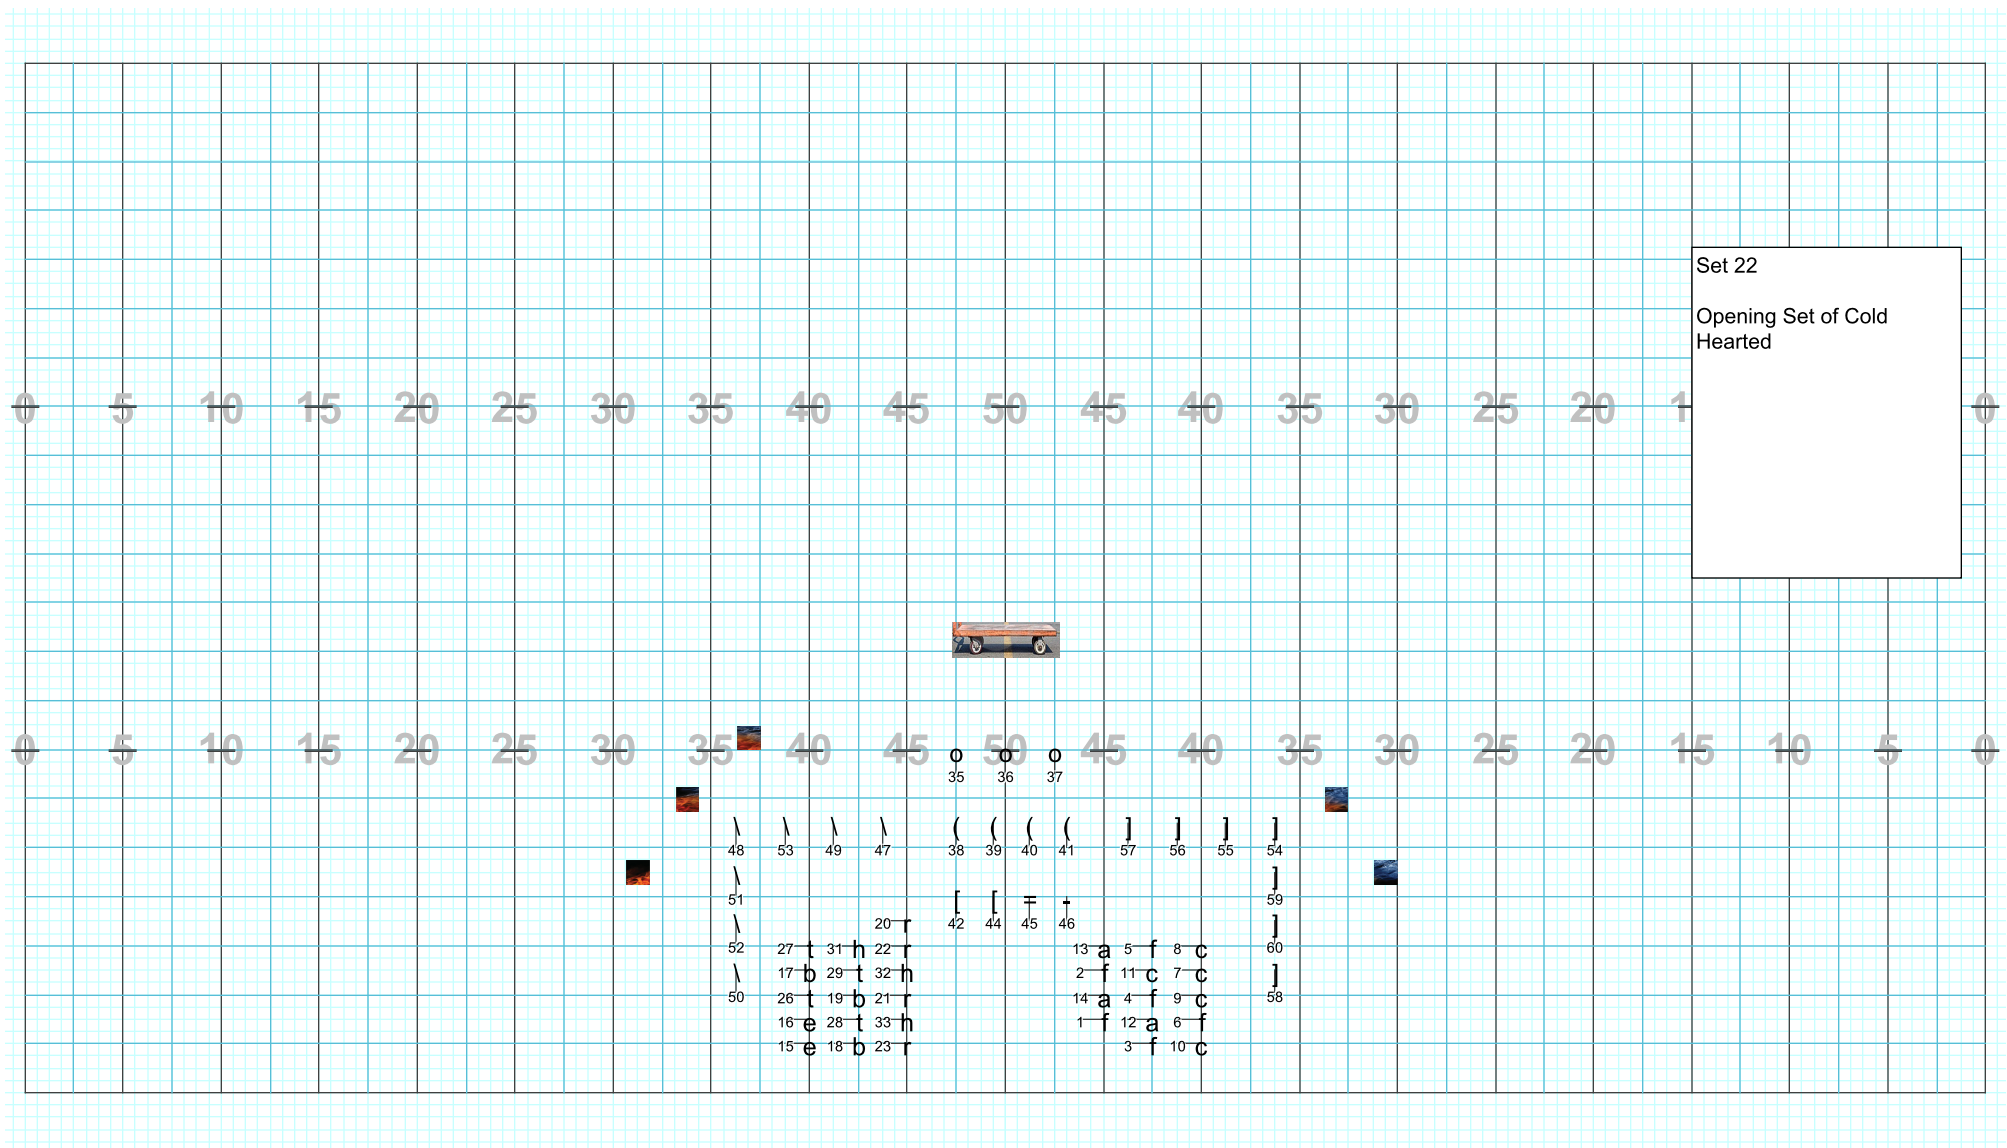 Set 22
Opening Set of Cold
Hearted
0 5 10 15 20 25 30 35 40 45 50 45 40 35 30 25 20 1 0
0 5 10 15 20 25 30 35 40 45 50 45 40 35 30 25 20 15 10 5 0
o o o
35 36 37
\ \ \ \ ( ( ( ( ] ] ] ]
48 53 49 47 38 39 40 41 57 56 55 54
\ ]
51 59
[ [ = -
20 r 42 44 45 46
\ ]
52 27 t 31 h 22 r 13 a 5 f 8 c 60
\ 17 b 29 t 32 h 2 f 11 c 7 c ]
50 26 t 19 b 21 r 14 a 4 f 9 c 58
16 e 28 t 33 h 1 f 12 a 6 f
15 e 18 b 23 r 3 f 10 c